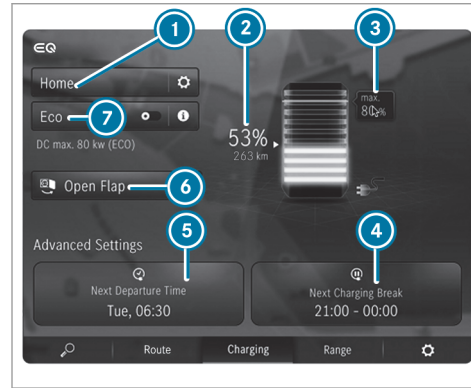 1
2
3
EQ
Home
max.
80 %
Eco
7
53%
263 km
DC max. 80 kw (ECO)
Open Flap
6
5
4
Advanced Settings
Next Departure Time
Tue, 06:30
Next Charging Break
21:00 - 00:00
Route
Charging
Range